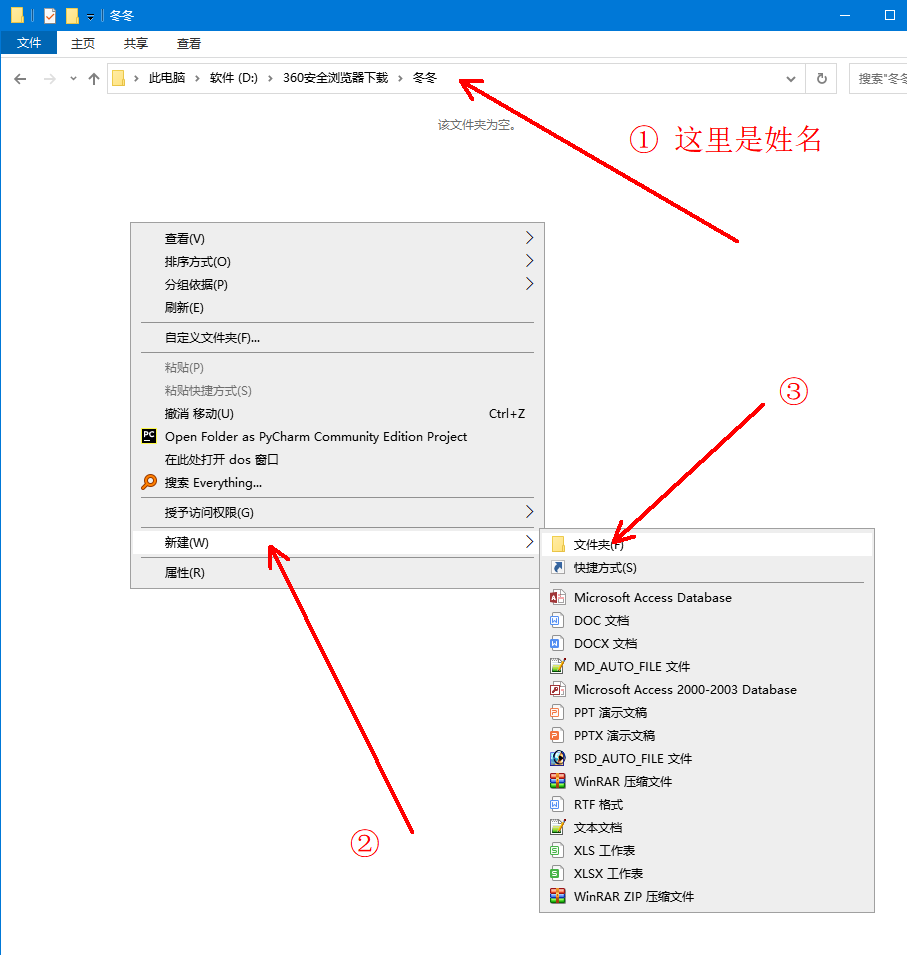 冬冬
文件 主页 共享 查看
此电脑 软件 (D:) 360安全浏览器下载 冬冬
搜索"冬冬
该文件夹为空。
① 这里是姓名
查看(V)
排序方式(O)
分组依据(P)
刷新(E)
自定义文件夹(F)...
粘贴(P)
粘贴快捷方式(S)
撤消 移动(U) Ctrl+Z
PC Open Folder as PyCharm Community Edition Project
在此处打开 dos 窗口
搜索 Everything...
授予访问权限(G)
新建(W)
属性(R)
②
③
文件夹(F)
快捷方式(S)
Microsoft Access Database
DOC 文档
DOCX 文档
MD_AUTO_FILE 文件
Microsoft Access 2000-2003 Database
PPT 演示文稿
PPTX 演示文稿
PSD_AUTO_FILE 文件
WinRAR 压缩文件
RTF 格式
文本文档
XLS 工作表
XLSX 工作表
WinRAR ZIP 压缩文件